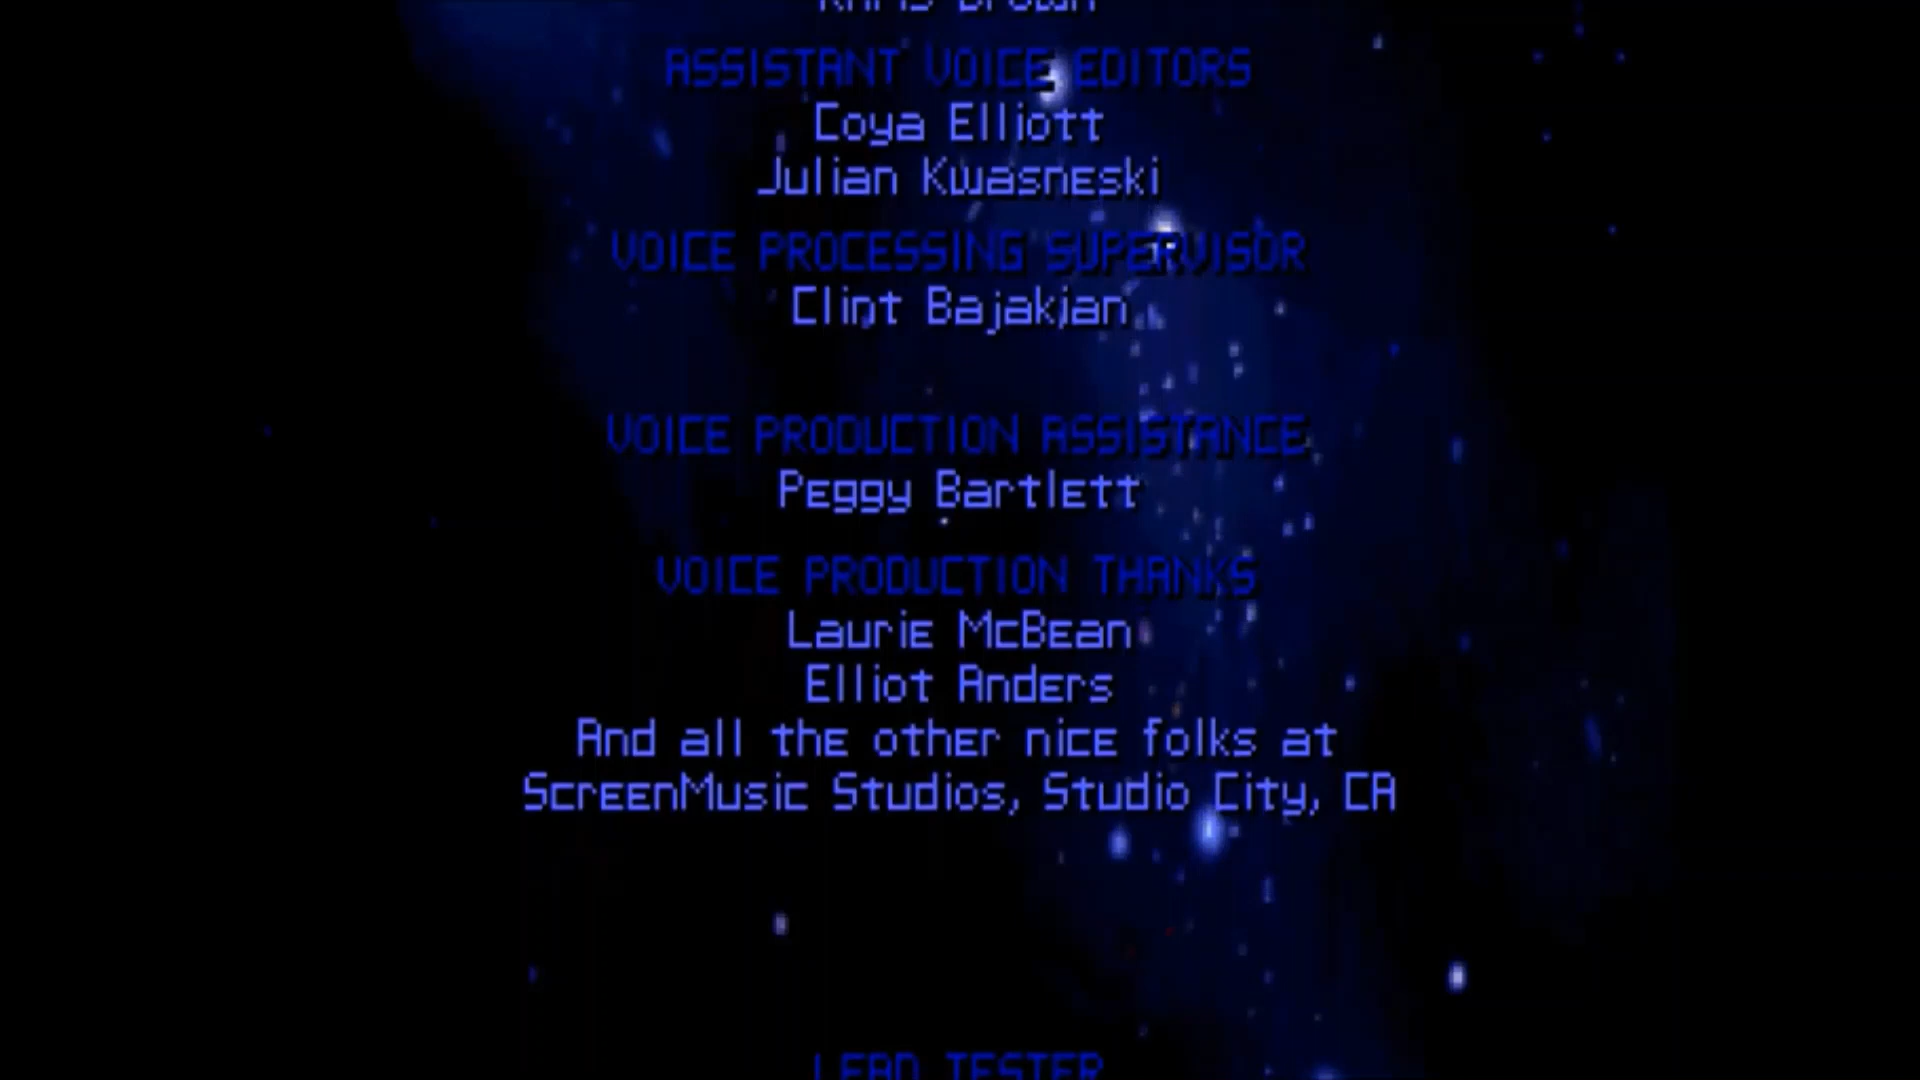 Khris Brown
ASSISTANT VOICE EDITORS
Coya Elliott
Julian Kwasneski
VOICE PROCESSING SUPERVISOR
Clint Bajakian
VOICE PRODUCTION ASSISTANCE
Peggy Bartlett
VOICE PRODUCTION THANKS
Laurie McBean
Elliot Anders
And all the other nice folks at
ScreenMusic Studios, Studio City, CA
LEAD TESTER